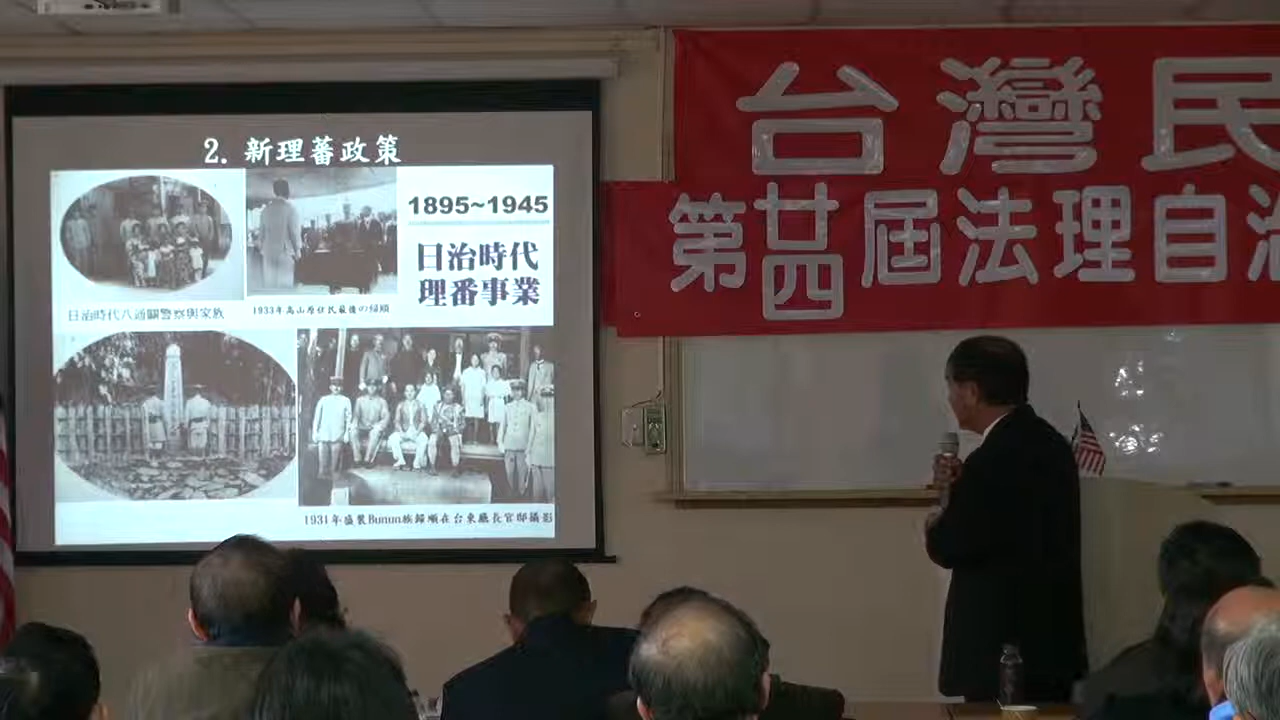 2. 新理蕃政策
1895~1945
日治時代
理番事業
日治時代八通關警察與家族
1933年高山原住民最後の歸順
1931年盛裝Bunun族歸順在台東廳長官邸攝影
台灣民
第廿四屆法理自治